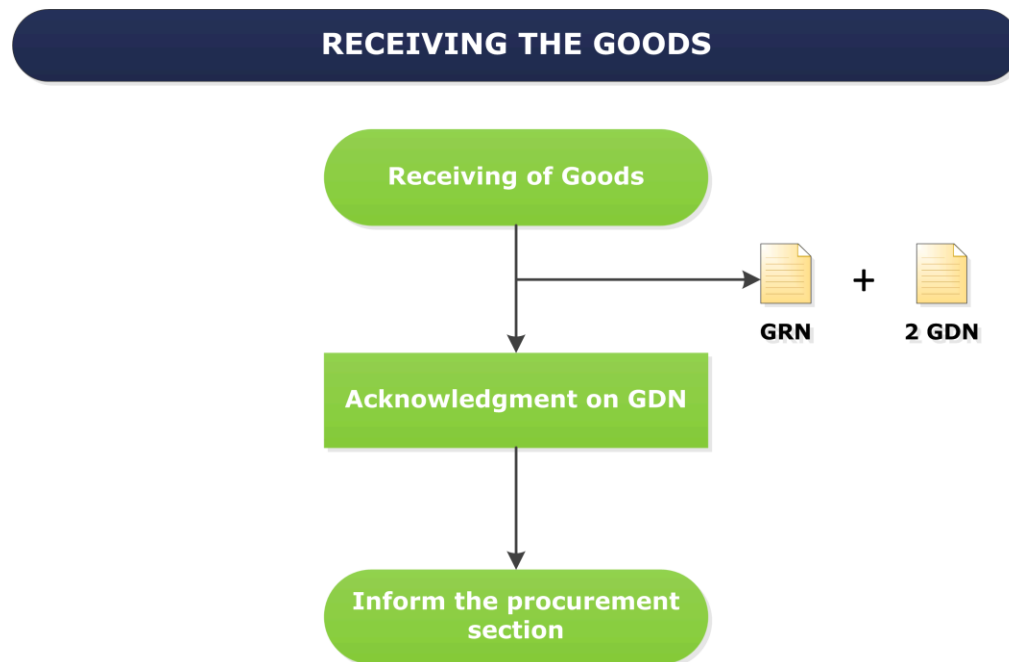 RECEIVING THE GOODS
Receiving of Goods
+
GRN
2 GDN
Acknowledgment on GDN
Inform the procurement
section